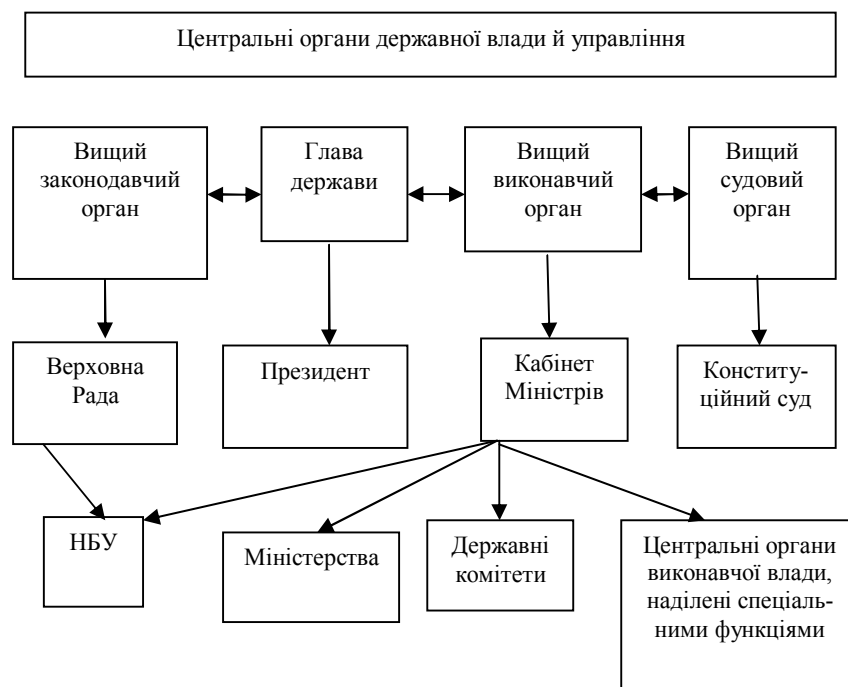 Центральні органи державної влади й управління
Вищий
законодавчий
орган
Глава
держави
Вищий
виконавчий
орган
Вищий
судовий
орган
Верховна
Рада
Президент
Кабінет
Міністрів
Конститу-
ційний суд
НБУ
Міністерства
Державні
комітети
Центральні органи
виконавчої влади,
наділені спеціаль-
ними функціями